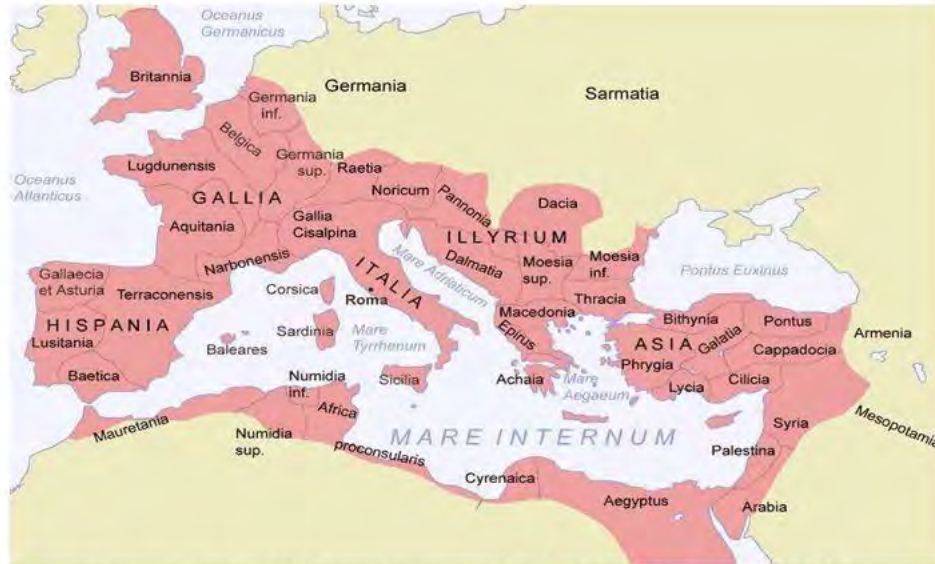 Oceanus
Germanicus
Britannia
Germania
Sarmatia
Germania
inf.
Belgica
Lugdunensis
Germania
sup.
Raetia
Oceanus
Atlanticus
GALLIA
Noricum
Pannonia
Dacia
Aquitania
Gallia
Cisalpina
ILLYRIUM
Narbonensis
ITALIA
Mare Adriaticum
Dalmatia
Moesia
sup.
Moesia
inf.
Pontus Euxinus
Gallaecia
et Asturia
Terraconensis
Corsica
Roma
Thracia
Macedonia
HISPANIA
Lusitania
Sardinia
Mare
Tyrrhenum
Epirus
Bithynia
Pontus
Armenia
ASIA
Galatia
Cappadocia
Baleares
Phrygia
Baetica
Numidia
inf.
Sicilia
Achaia
Mare
Aegaeum
Lycia
Cilicia
Africa
Mauretania
Numidia
sup.
proconsularis
MARE INTERNUM
Syria
Mesopotamia
Palestina
Cyrenaica
Aegyptus
Arabia